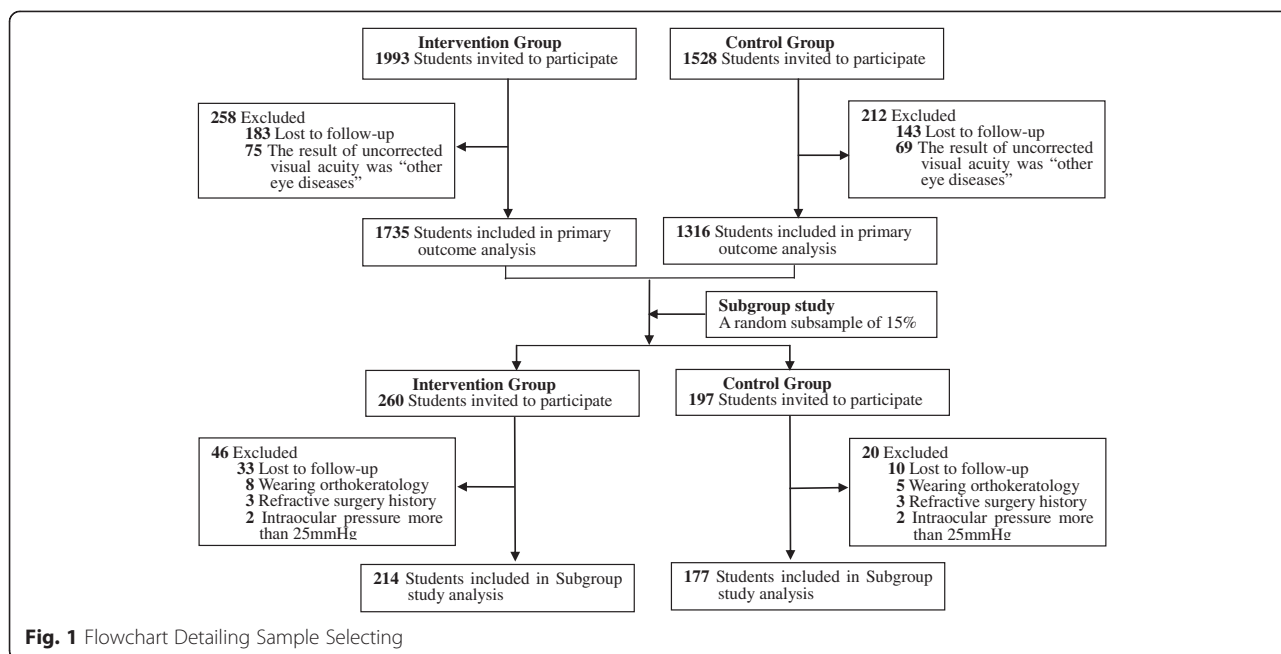 Intervention Group
1993 Students invited to participate
Control Group
1528 Students invited to participate
258 Excluded
183 Lost to follow-up
75 The result of uncorrected
visual acuity was “other
eye diseases”
212 Excluded
143 Lost to follow-up
69 The result of uncorrected
visual acuity was “other
eye diseases”
1735 Students included in primary
outcome analysis
1316 Students included in primary
outcome analysis
Subgroup study
A random subsample of 15%
Intervention Group
260 Students invited to participate
Control Group
197 Students invited to participate
46 Excluded
33 Lost to follow-up
8 Wearing orthokeratology
3 Refractive surgery history
2 Intraocular pressure more
than 25mmHg
20 Excluded
10 Lost to follow-up
5 Wearing orthokeratology
3 Refractive surgery history
2 Intraocular pressure more
than 25mmHg
214 Students included in Subgroup
study analysis
177 Students included in Subgroup
study analysis
Fig. 1 Flowchart Detailing Sample Selecting